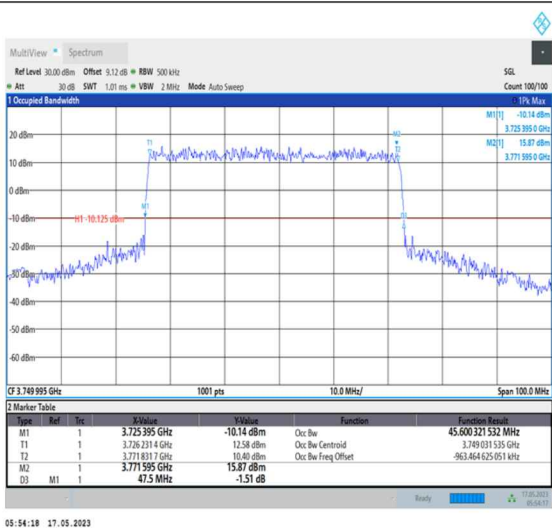 MultiView Spectrum
Ref Level 30.00 dBm Offset 9.12 dB RBW 500 kHz SGL
Att 30 dB SWT 1.01 ms VBW 2 MHz Mode Auto Sweep Count 100/100
1 Occupied Bandwidth 1Pk Max
M1[1] -10.14 dBm
3.725 395 0 GHz
M2[1] 15.87 dBm
3.771 595 0 GHz
M2
20 dBm
T1
T2
10 dBm
0 dBm
M1
-10 dBm
H1 -10.125 dBm
D3
-20 dBm
-30 dBm
-40 dBm
-50 dBm
-60 dBm
CF 3.749 995 GHz 1001 pts 10.0 MHz/ Span 100.0 MHz
2 Marker Table
Type Ref Trc X-Value Y-Value Function Function Result
M1 1 3.725 395 GHz -10.14 dBm Occ Bw 45.600 321 532 MHz
T1 1 3.726 231 4 GHz 12.58 dBm Occ Bw Centroid 3.749 031 535 GHz
T2 1 3.771 831 7 GHz 10.40 dBm Occ Bw Freq Offset -963.464 625 051 kHz
M2 1 3.771 595 GHz 15.87 dBm
D3 M1 1 47.5 MHz -1.51 dB
Ready 17.05.2023
05:54:17
05:54:18 17.05.2023